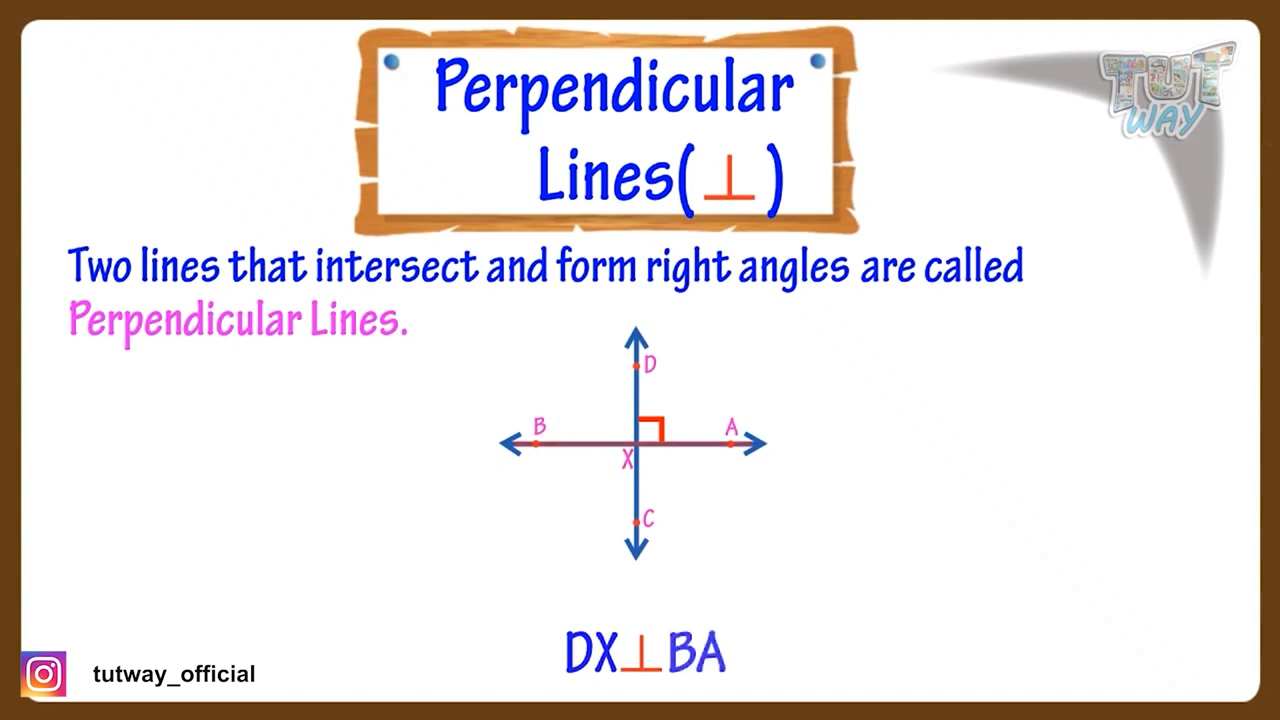 Perpendicular
Lines(⊥)
TUT
WAY
Two lines that intersect and form right angles are called
Perpendicular Lines.
D
B
A
X
C
DX⊥BA
tutway_official